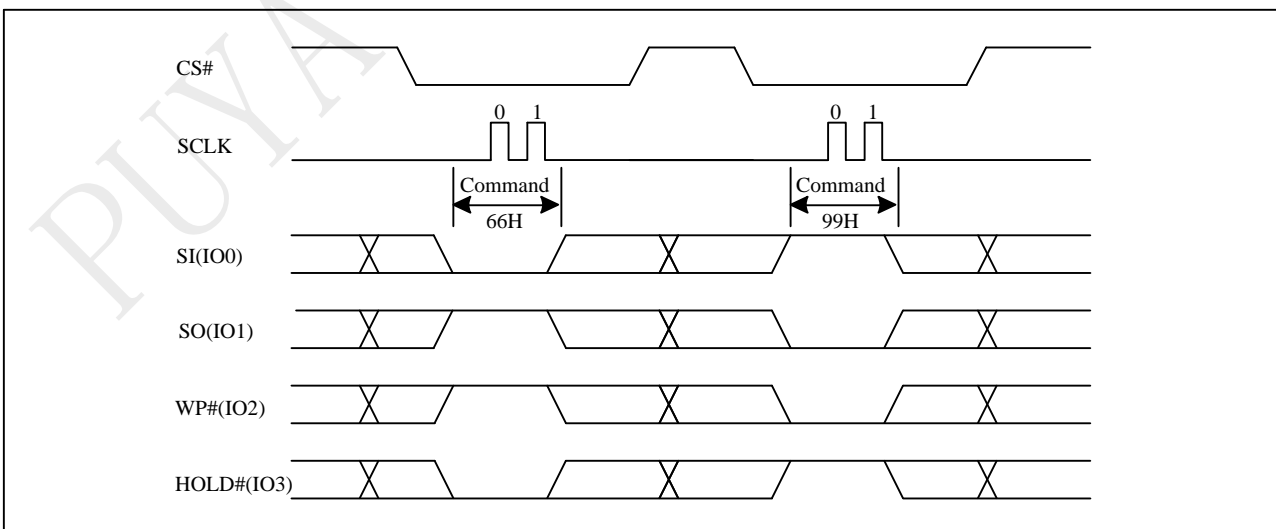 PUYA
CS#
0 1 0 1
SCLK
Command Command
66H 99H
SI(IO0)
SO(IO1)
WP#(IO2)
HOLD#(IO3)